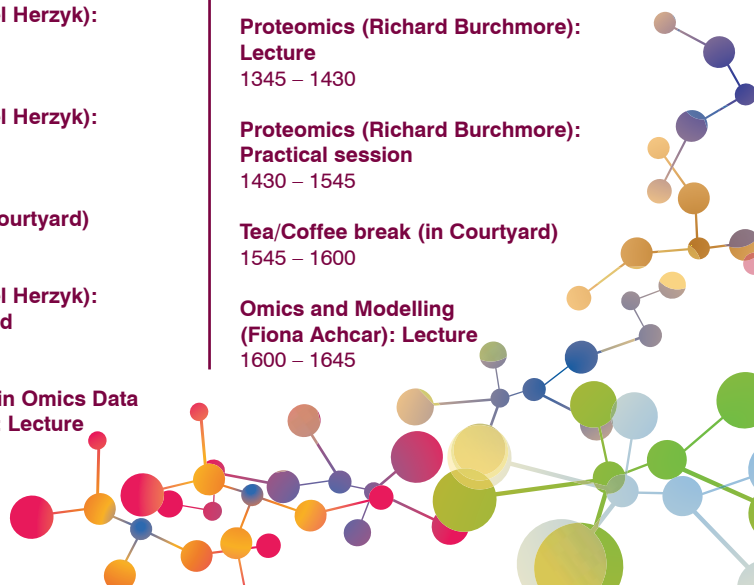 l Herzyk):
l Herzyk):
ourtyard)
l Herzyk):
d
in Omics Data
: Lecture
Proteomics (Richard Burchmore):
Lecture
1345 – 1430
Proteomics (Richard Burchmore):
Practical session
1430 – 1545
Tea/Coffee break (in Courtyard)
1545 – 1600
Omics and Modelling
(Fiona Achcar): Lecture
1600 – 1645